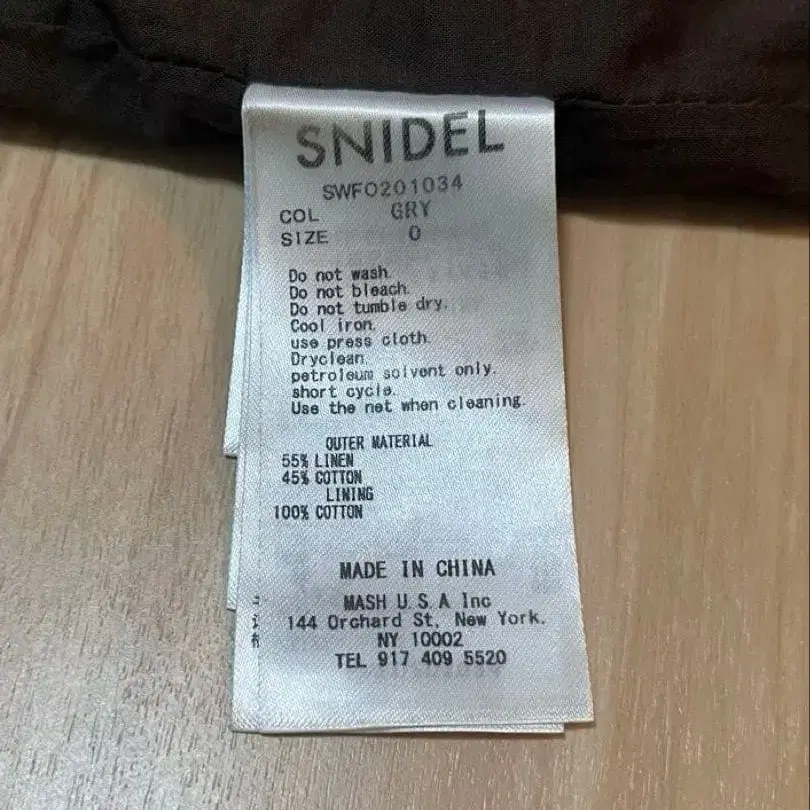 SNIDEL
SWFO201034
COL GRY
SIZE 0
Do not wash.
Do not bleach.
Do not tumble dry.
Cool iron.
use press cloth.
Dryclean.
petroleum solvent only.
short cycle.
Use the net when cleaning.
OUTER MATERIAL
55% LINEN
45% COTTON
LINING
100% COTTON
MADE IN CHINA
MASH U.S.A Inc
144 Orchard St, New York.
NY 10002
TEL 917 409 5520